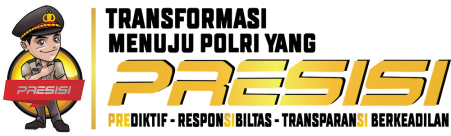 TRANSFORMASI
MENUJU POLRI YANG
PRESISI
PRESISI
PREDIKTIF - RESPONSIBILTAS - TRANSPARANSI BERKEADILAN